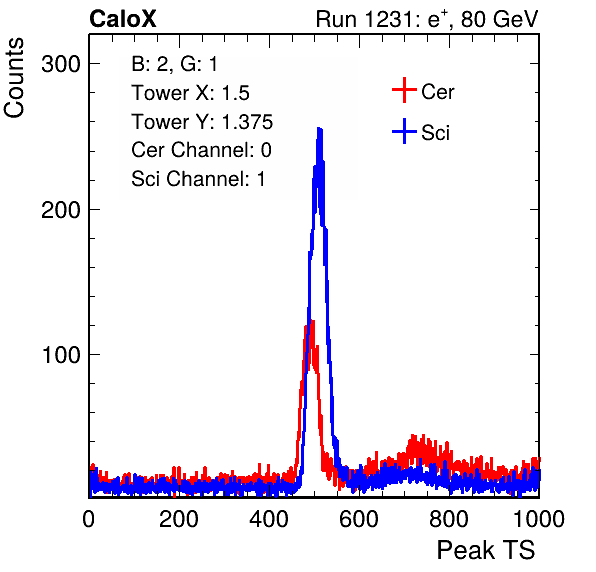 CaloX Run 1231: e⁺, 80 GeV
Counts
300
200
100
B: 2, G: 1
Tower X: 1.5
Tower Y: 1.375
Cer Channel: 0
Sci Channel: 1
Cer
Sci
0 200 400 600 800 1000
Peak TS